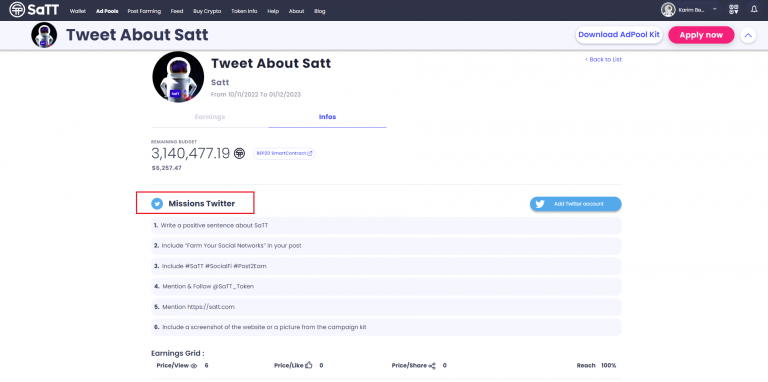 SaTT Wallet Ad Pools Post Farming Feed Buy Crypto Token Info Help About Blog Karim Be...
Tweet About Satt Download AdPool Kit Apply now
Tweet About Satt < Back to List
Satt
From 10/11/2022 To 01/12/2023
Earnings Infos
REMAINING BUDGET
3,140,477.19 BEP20 SmartContract
$6,257.47
Missions Twitter Add Twitter account
1. Write a positive sentence about SaTT
2. Include "Farm Your Social Networks" in your post
3. Include #SaTT #SocialFi #Post2Earn
4. Mention & Follow @SaTT_Token
5. Mention https://satt.com
6. Include a screenshot of the website or a picture from the campaign kit
Earnings Grid :
Price/View 6 Price/Like 0 Price/Share 0 Reach 100%